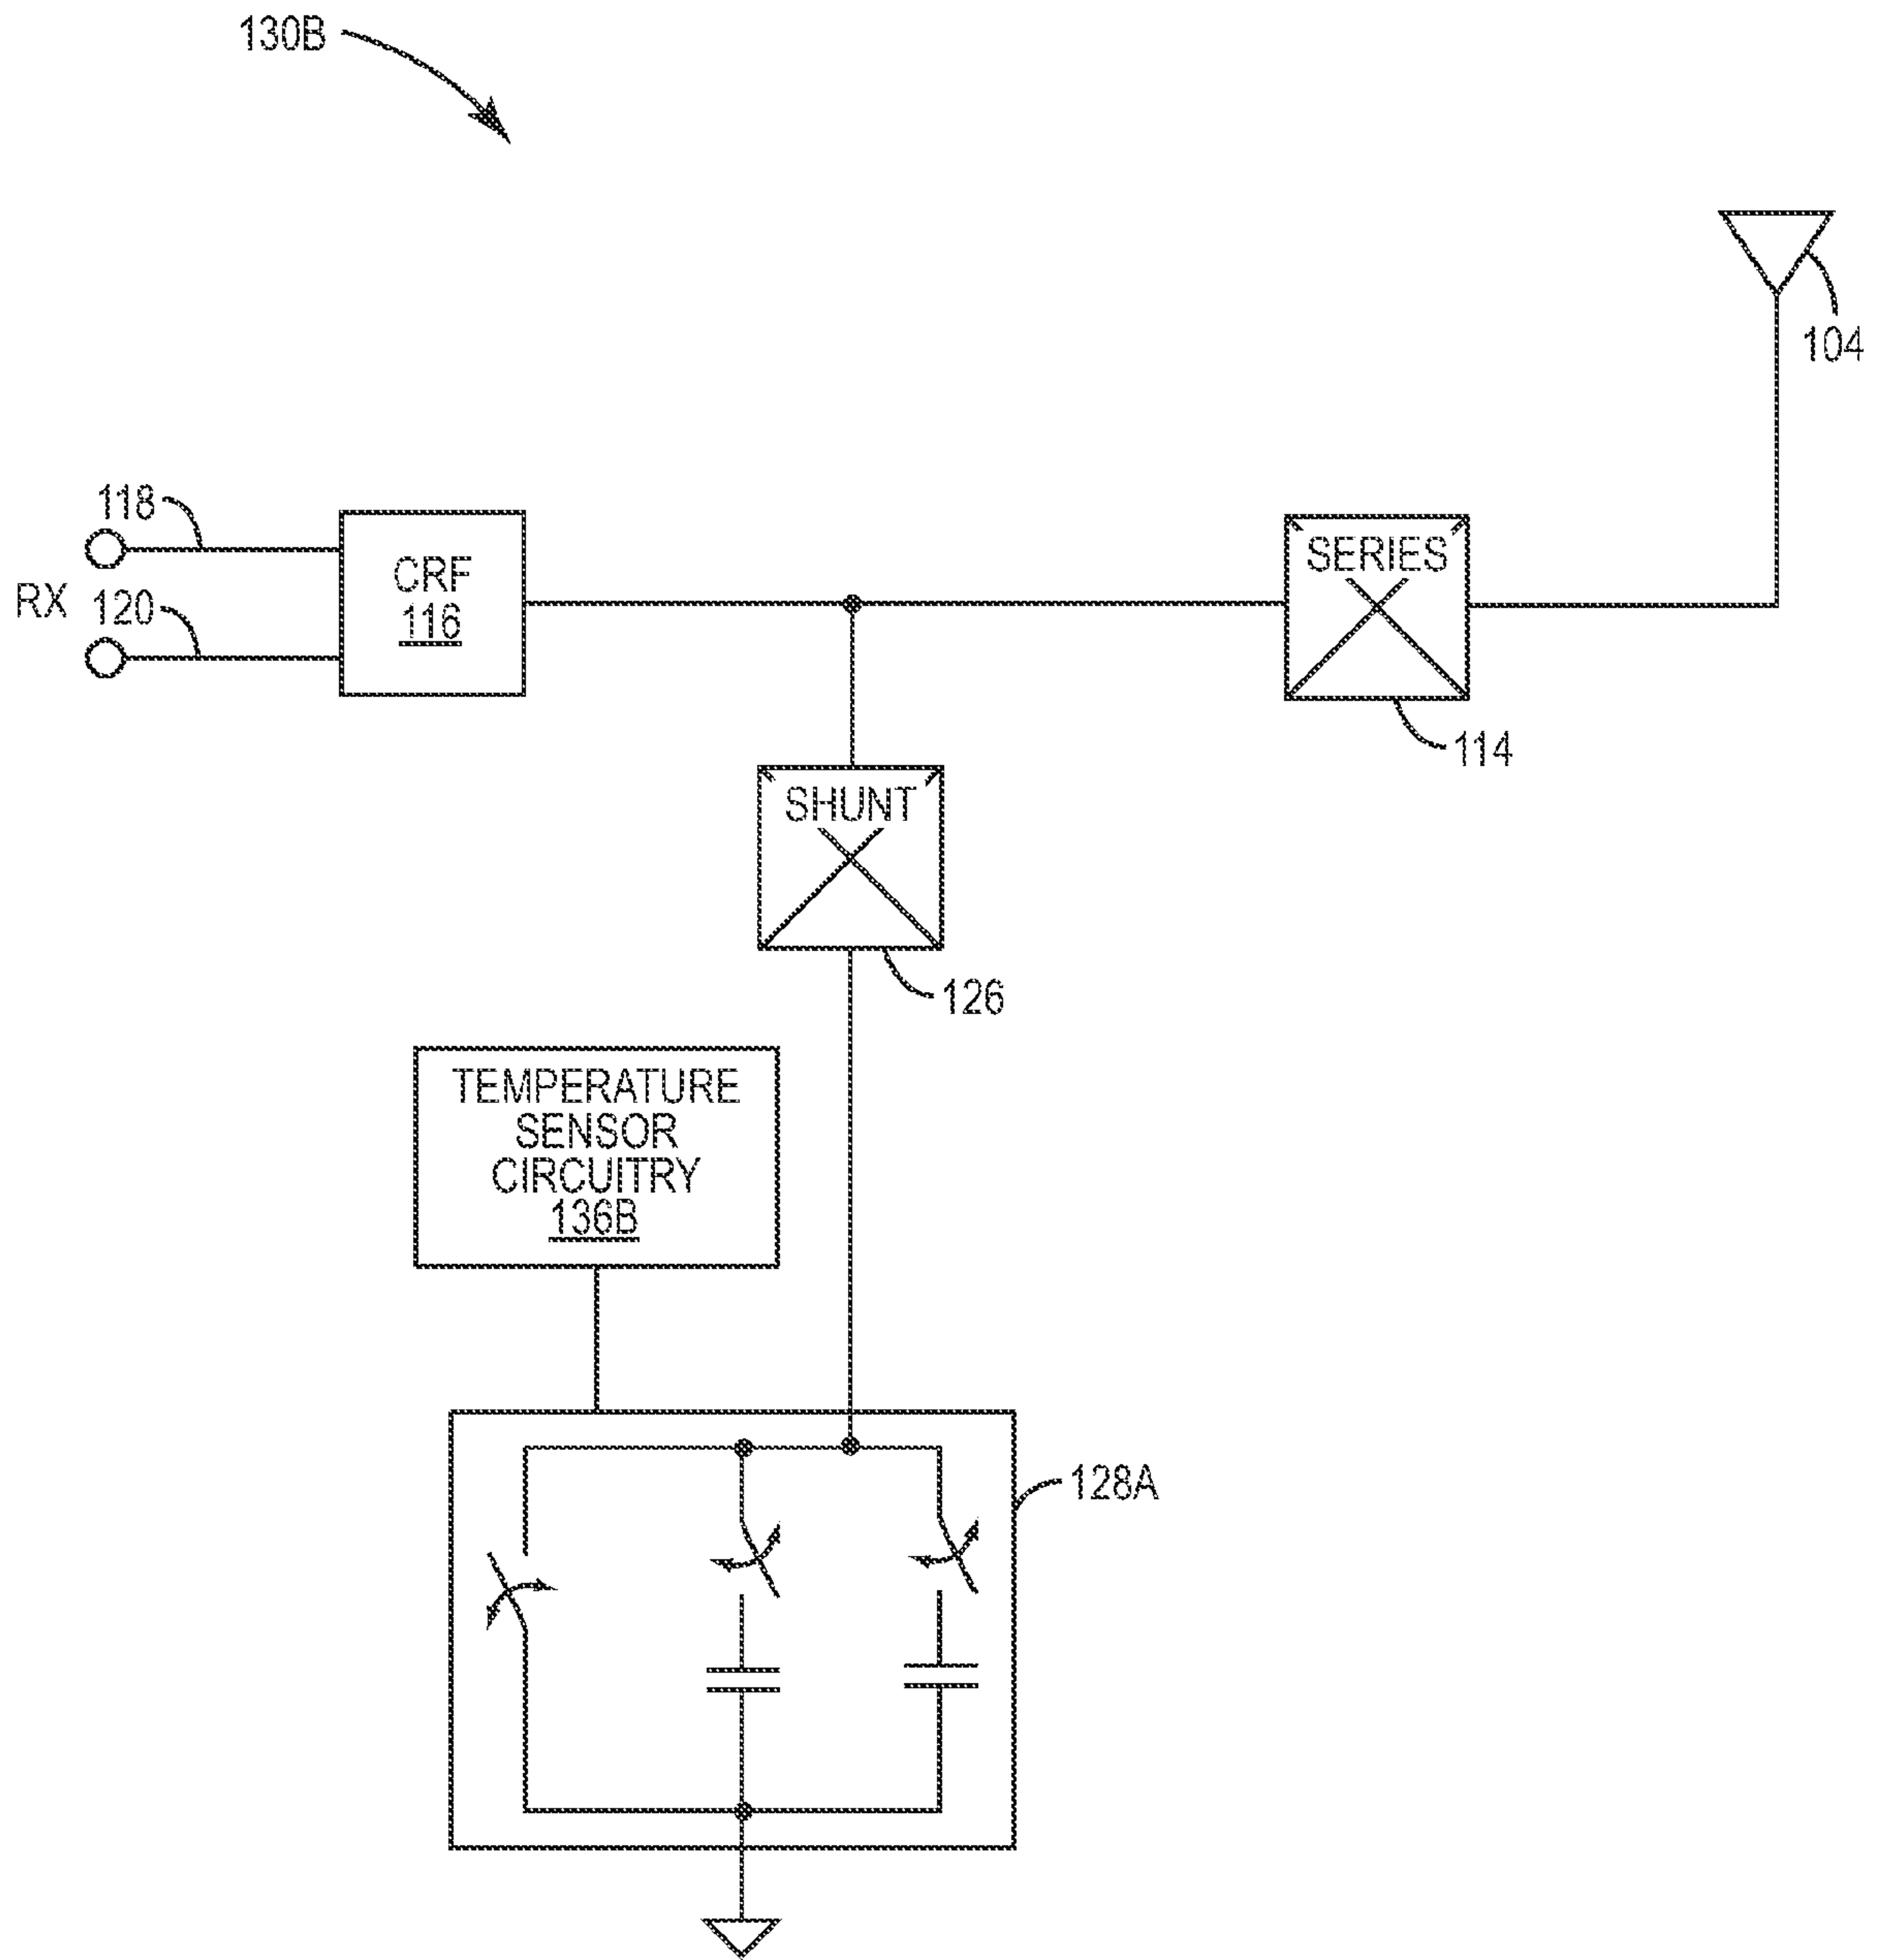 130B
104
118
RX
120
CRF
116
SERIES
114
SHUNT
126
TEMPERATURE
SENSOR
CIRCUITRY
136B
128A